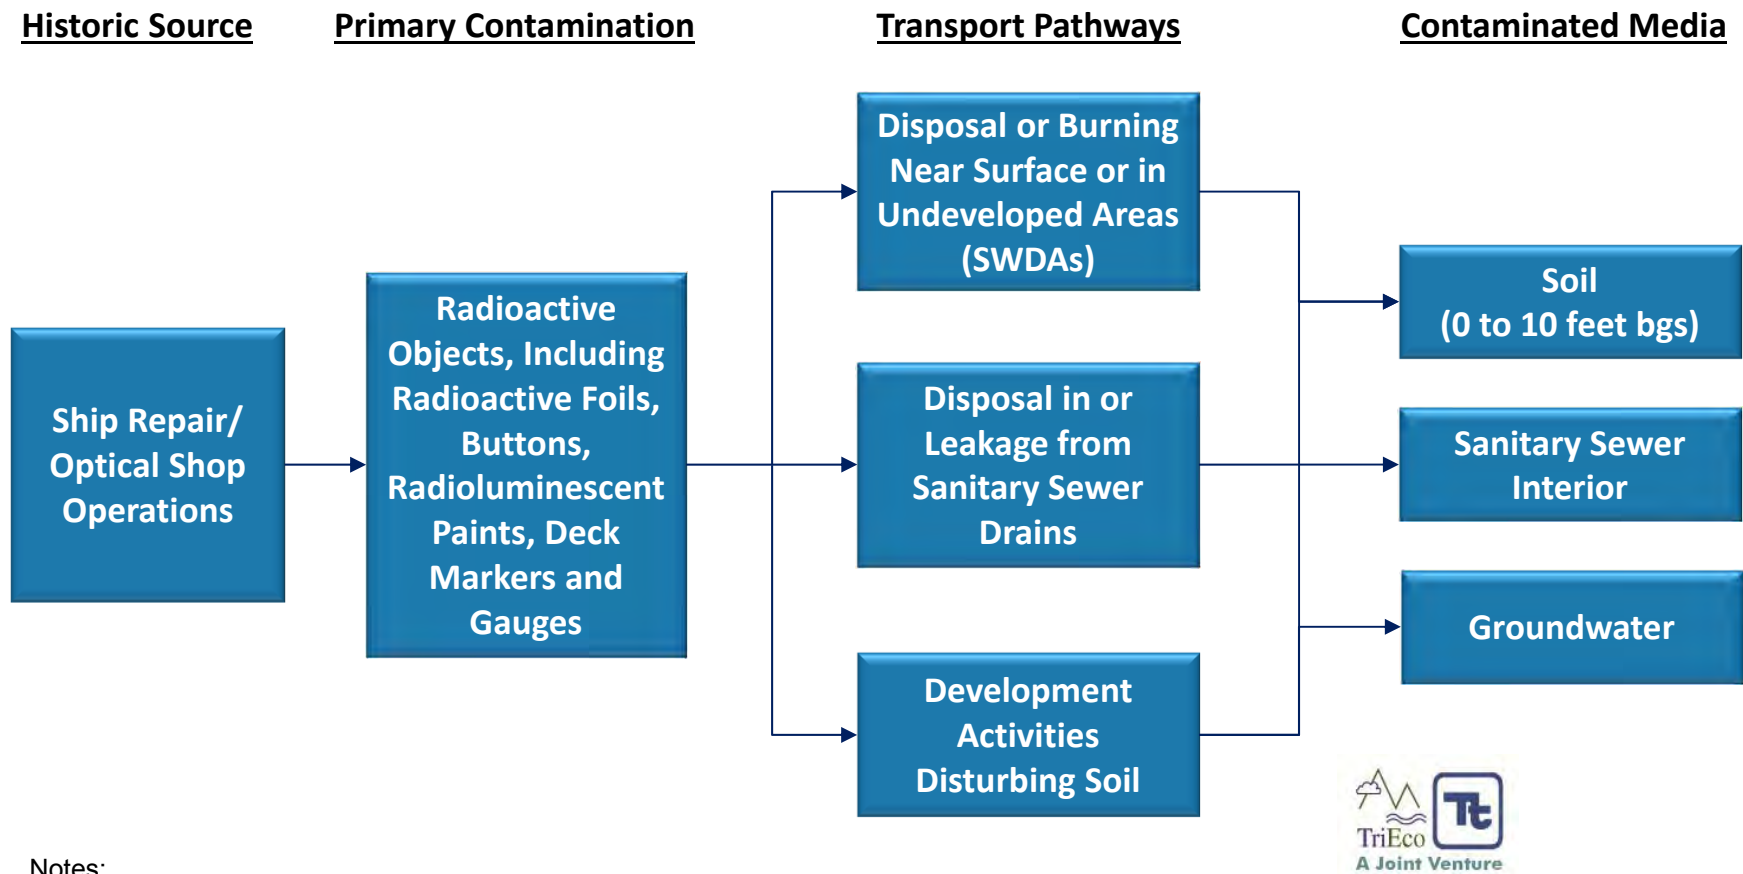 Historic Source
Primary Contamination
Transport Pathways
Contaminated Media
Ship Repair/
Optical Shop
Operations
Radioactive
Objects, Including
Radioactive Foils,
Buttons,
Radioluminescent
Paints, Deck
Markers and
Gauges
Disposal or Burning
Near Surface or in
Undeveloped Areas
(SWDAs)
Disposal in or
Leakage from
Sanitary Sewer
Drains
Development
Activities
Disturbing Soil
Soil
(0 to 10 feet bgs)
Sanitary Sewer
Interior
Groundwater
TriEco
Tt
A Joint Venture
Notes: